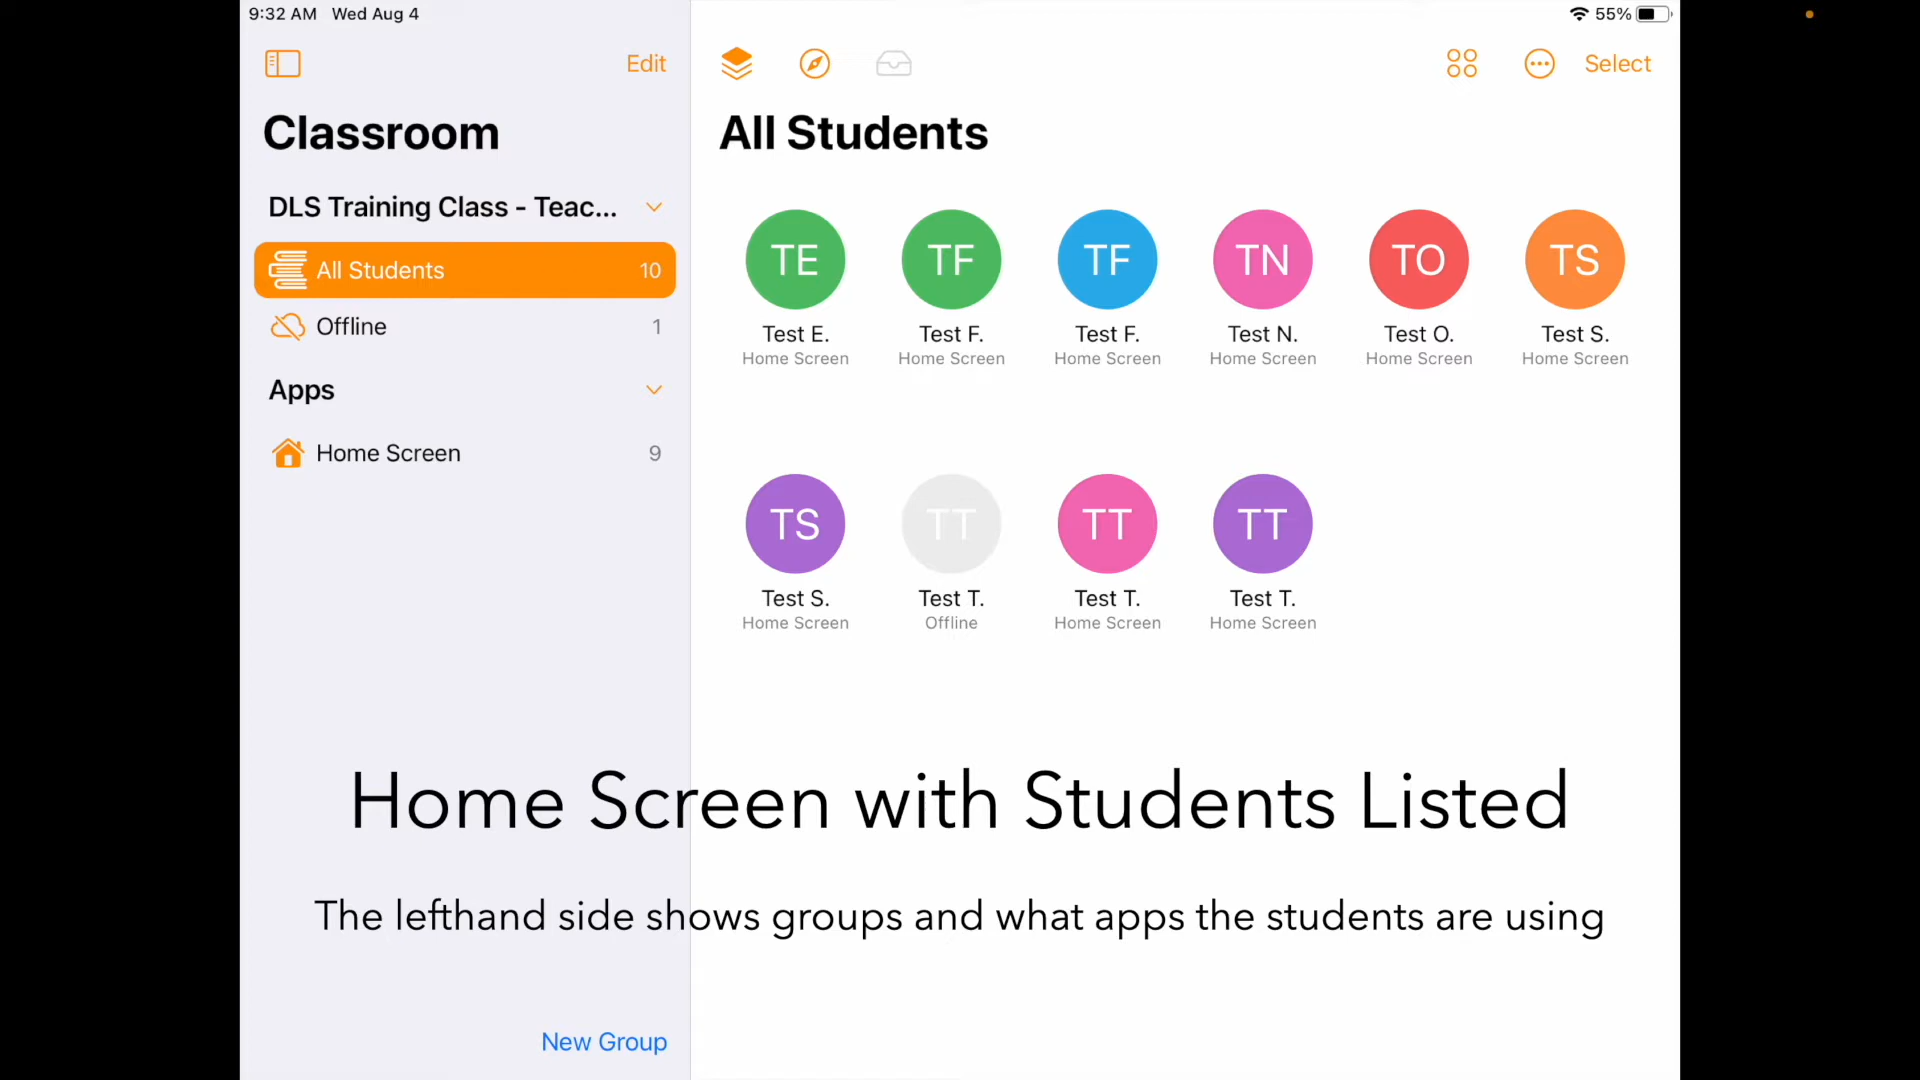 9:32 AM Wed Aug 4
55%
Edit
Select
Classroom
DLS Training Class - Teac...
All Students 10
Offline 1
Apps
Home Screen 9
New Group
All Students
TE TF TF TN TO TS
Test E. Test F. Test F. Test N. Test O. Test S.
Home Screen Home Screen Home Screen Home Screen Home Screen Home Screen
TS TT TT TT
Test S. Test T. Test T. Test T.
Home Screen Offline Home Screen Home Screen
Home Screen with Students Listed
The lefthand side shows groups and what apps the students are using